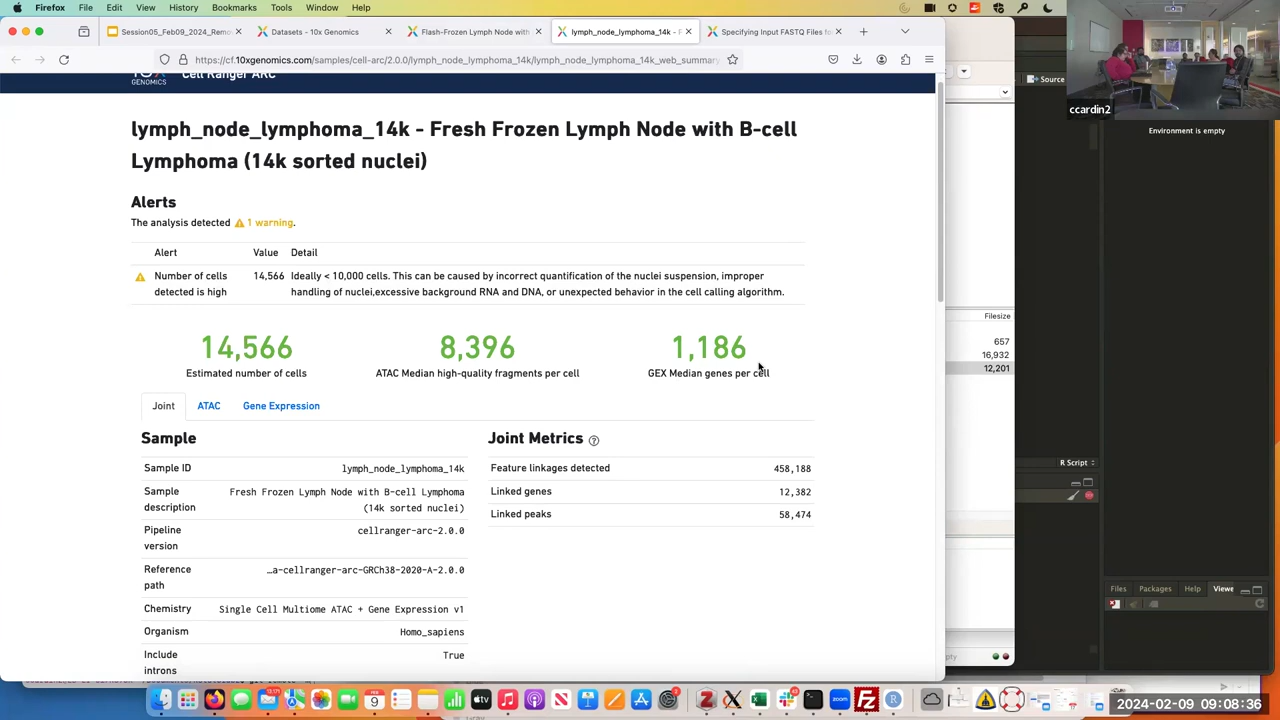 Firefox File Edit View History Bookmarks Tools Window Help
Session05_Feb09_2024_Remova
Datasets - 10x Genomics
Flash-Frozen Lymph Node with
lymph_node_lymphoma_14k - F
Specifying Input FASTQ Files for
10xgenomics.com/samples/cell-arc/2.0.0/lymph_node_lymphoma_14k/lymph_node_lymphoma_14k_web_summary
Source
ccardin2
GENOMICS
Cell Ranger ARC
Environment is empty
lymph_node_lymphoma_14k - Fresh Frozen Lymph Node with B-cell
Lymphoma (14k sorted nuclei)
Alerts
The analysis detected 1 warning.
Alert Value Detail
Number of cells detected is high 14,566 Ideally < 10,000 cells. This can be caused by incorrect quantification of the nuclei suspension, improper
handling of nuclei,excessive background RNA and DNA, or unexpected behavior in the cell calling algorithm.
Filesize
657
16,932
12,201
14,566 8,396 1,186
Estimated number of cells ATAC Median high-quality fragments per cell GEX Median genes per cell
Joint ATAC Gene Expression
Sample
Sample ID lymph_node_lymphoma_14k
Sample description Fresh Frozen Lymph Node with B-cell Lymphoma
(14k sorted nuclei)
Pipeline version cellranger-arc-2.0.0
Reference path …a-cellranger-arc-GRCh38-2020-A-2.0.0
Chemistry Single Cell Multiome ATAC + Gene Expression v1
Organism Homo_sapiens
Include introns True
Joint Metrics
Feature linkages detected 458,188
Linked genes 12,382
Linked peaks 58,474
R Script
Files Packages Help Viewe
2024-02-09 09:08:36